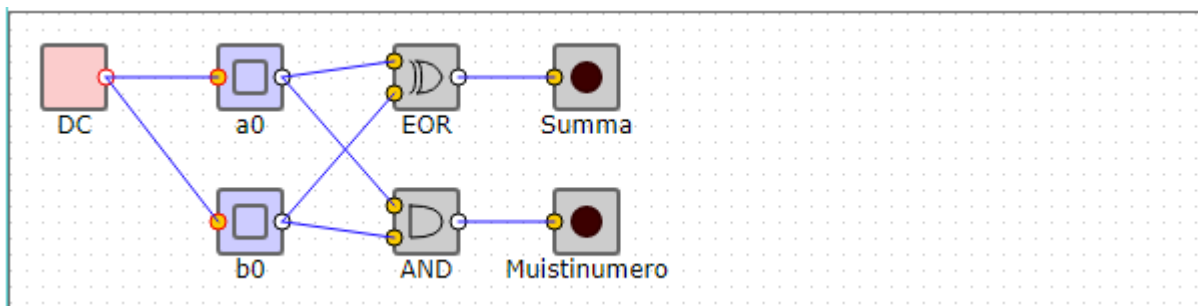 DC
a0
EOR
Summa
b0
AND
Muistinumero